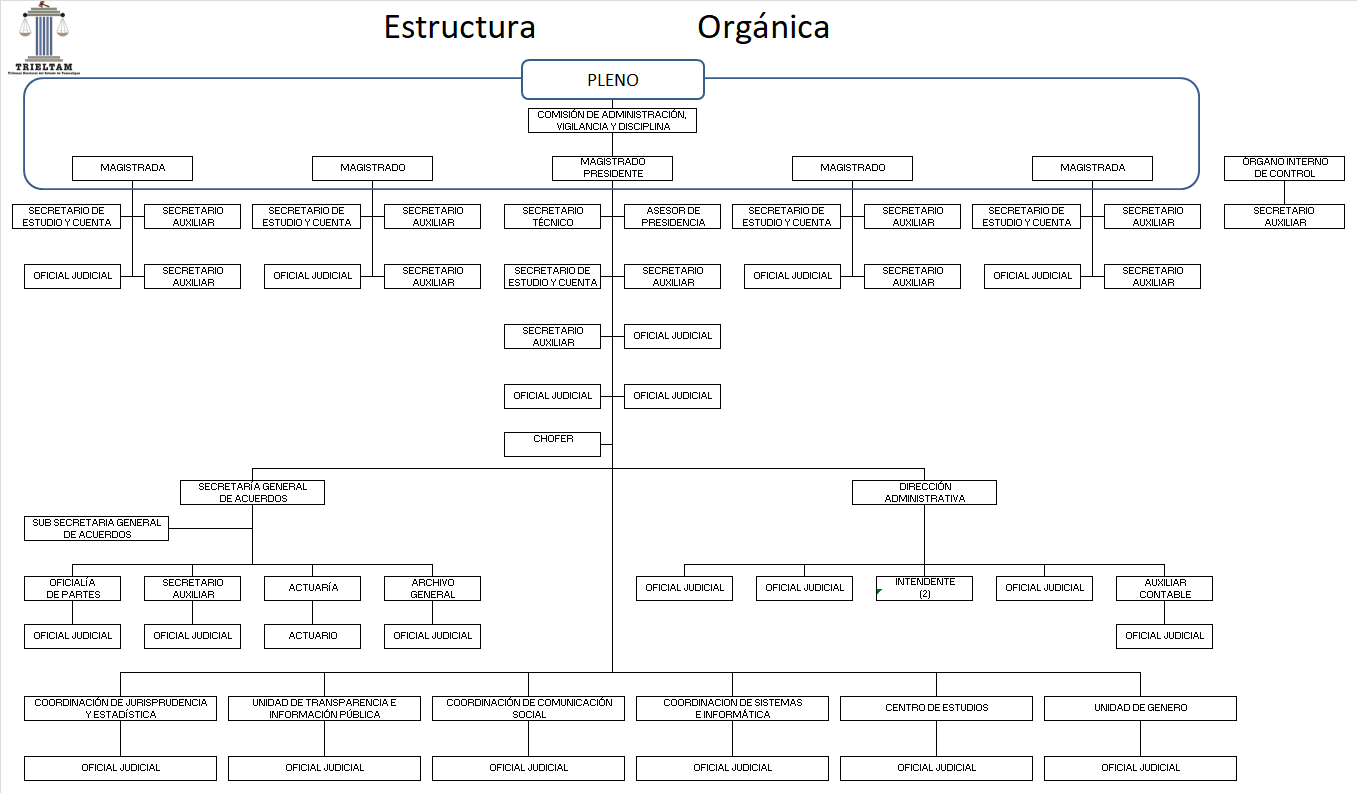 Estructura Orgánica
TRIELTAM
Tribunal Electoral del Estado de Tamaulipas
PLENO
COMISIÓN DE ADMINISTRACIÓN,
VIGILANCIA Y DISCIPLINA
MAGISTRADA
MAGISTRADO
MAGISTRADO
PRESIDENTE
MAGISTRADO
MAGISTRADA
ÓRGANO INTERNO
DE CONTROL
SECRETARIO DE
ESTUDIO Y CUENTA
SECRETARIO
AUXILIAR
SECRETARIO DE
ESTUDIO Y CUENTA
SECRETARIO
AUXILIAR
SECRETARIO
TÉCNICO
ASESOR DE
PRESIDENCIA
SECRETARIO DE
ESTUDIO Y CUENTA
SECRETARIO
AUXILIAR
SECRETARIO DE
ESTUDIO Y CUENTA
SECRETARIO
AUXILIAR
SECRETARIO
AUXILIAR
OFICIAL JUDICIAL
SECRETARIO
AUXILIAR
OFICIAL JUDICIAL
SECRETARIO
AUXILIAR
SECRETARIO DE
ESTUDIO Y CUENTA
SECRETARIO
AUXILIAR
OFICIAL JUDICIAL
SECRETARIO
AUXILIAR
OFICIAL JUDICIAL
SECRETARIO
AUXILIAR
SECRETARIO
AUXILIAR
OFICIAL JUDICIAL
OFICIAL JUDICIAL
OFICIAL JUDICIAL
CHOFER
SECRETARÍA GENERAL
DE ACUERDOS
DIRECCIÓN
ADMINISTRATIVA
SUB SECRETARIA GENERAL
DE ACUERDOS
OFICIALÍA
DE PARTES
SECRETARIO
AUXILIAR
ACTUARÍA
ARCHIVO
GENERAL
OFICIAL JUDICIAL
OFICIAL JUDICIAL
INTENDENTE
(2)
OFICIAL JUDICIAL
AUXILIAR
CONTABLE
OFICIAL JUDICIAL
OFICIAL JUDICIAL
ACTUARIO
OFICIAL JUDICIAL
OFICIAL JUDICIAL
COORDINACIÓN DE JURISPRUDENCIA
Y ESTADÍSTICA
UNIDAD DE TRANSPARENCIA E
INFORMACIÓN PÚBLICA
COORDINACIÓN DE COMUNICACIÓN
SOCIAL
COORDINACION DE SISTEMAS
E INFORMÁTICA
CENTRO DE ESTUDIOS
UNIDAD DE GENERO
OFICIAL JUDICIAL
OFICIAL JUDICIAL
OFICIAL JUDICIAL
OFICIAL JUDICIAL
OFICIAL JUDICIAL
OFICIAL JUDICIAL